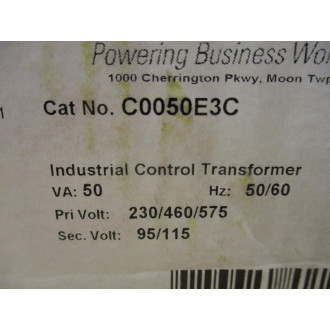 Powering Business
1000 Cherrington Pkwy, Moon Twp
1
Cat No. C0050E3C
Industrial Control Transformer
VA: 50 Hz: 50/60
Pri Volt: 230/460/575
Sec. Volt: 95/115